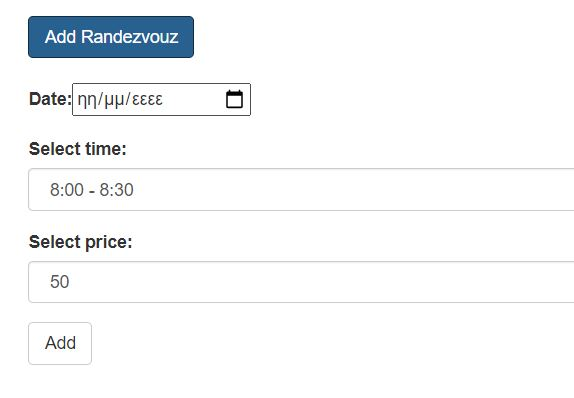 Add Randezvouz
Date: ηη/μμ/εεεε
Select time:
8:00 - 8:30
Select price:
50
Add